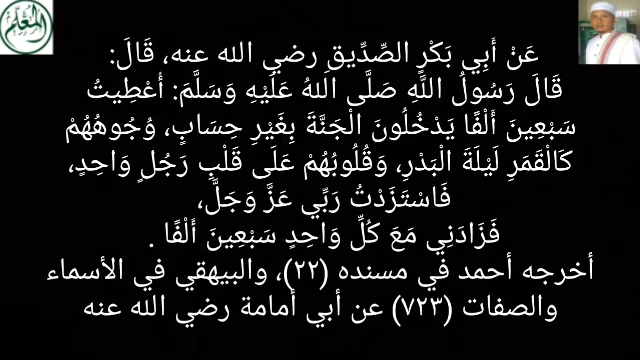 المعلم
عَنْ أَبِي بَكْرٍ الصِّدِّيقِ رضي الله عنه، قَالَ:
قَالَ رَسُولُ اللَّهِ صَلَّى اللهُ عَلَيْهِ وَسَلَّمَ: أُعْطِيتُ
سَبْعِينَ أَلْفًا يَدْخُلُونَ الْجَنَّةَ بِغَيْرِ حِسَابٍ، وُجُوهُهُمْ
كَالْقَمَرِ لَيْلَةَ الْبَدْرِ، وَقُلُوبُهُمْ عَلَى قَلْبِ رَجُلٍ وَاحِدٍ،
فَاسْتَزَدْتُ رَبِّي عَزَّ وَجَلَّ،
فَزَادَنِي مَعَ كُلِّ وَاحِدٍ سَبْعِينَ أَلْفًا .
أخرجه أحمد في مسنده (٢٢)، والبيهقي في الأسماء
والصفات (٧٢٣) عن أبي أمامة رضي الله عنه